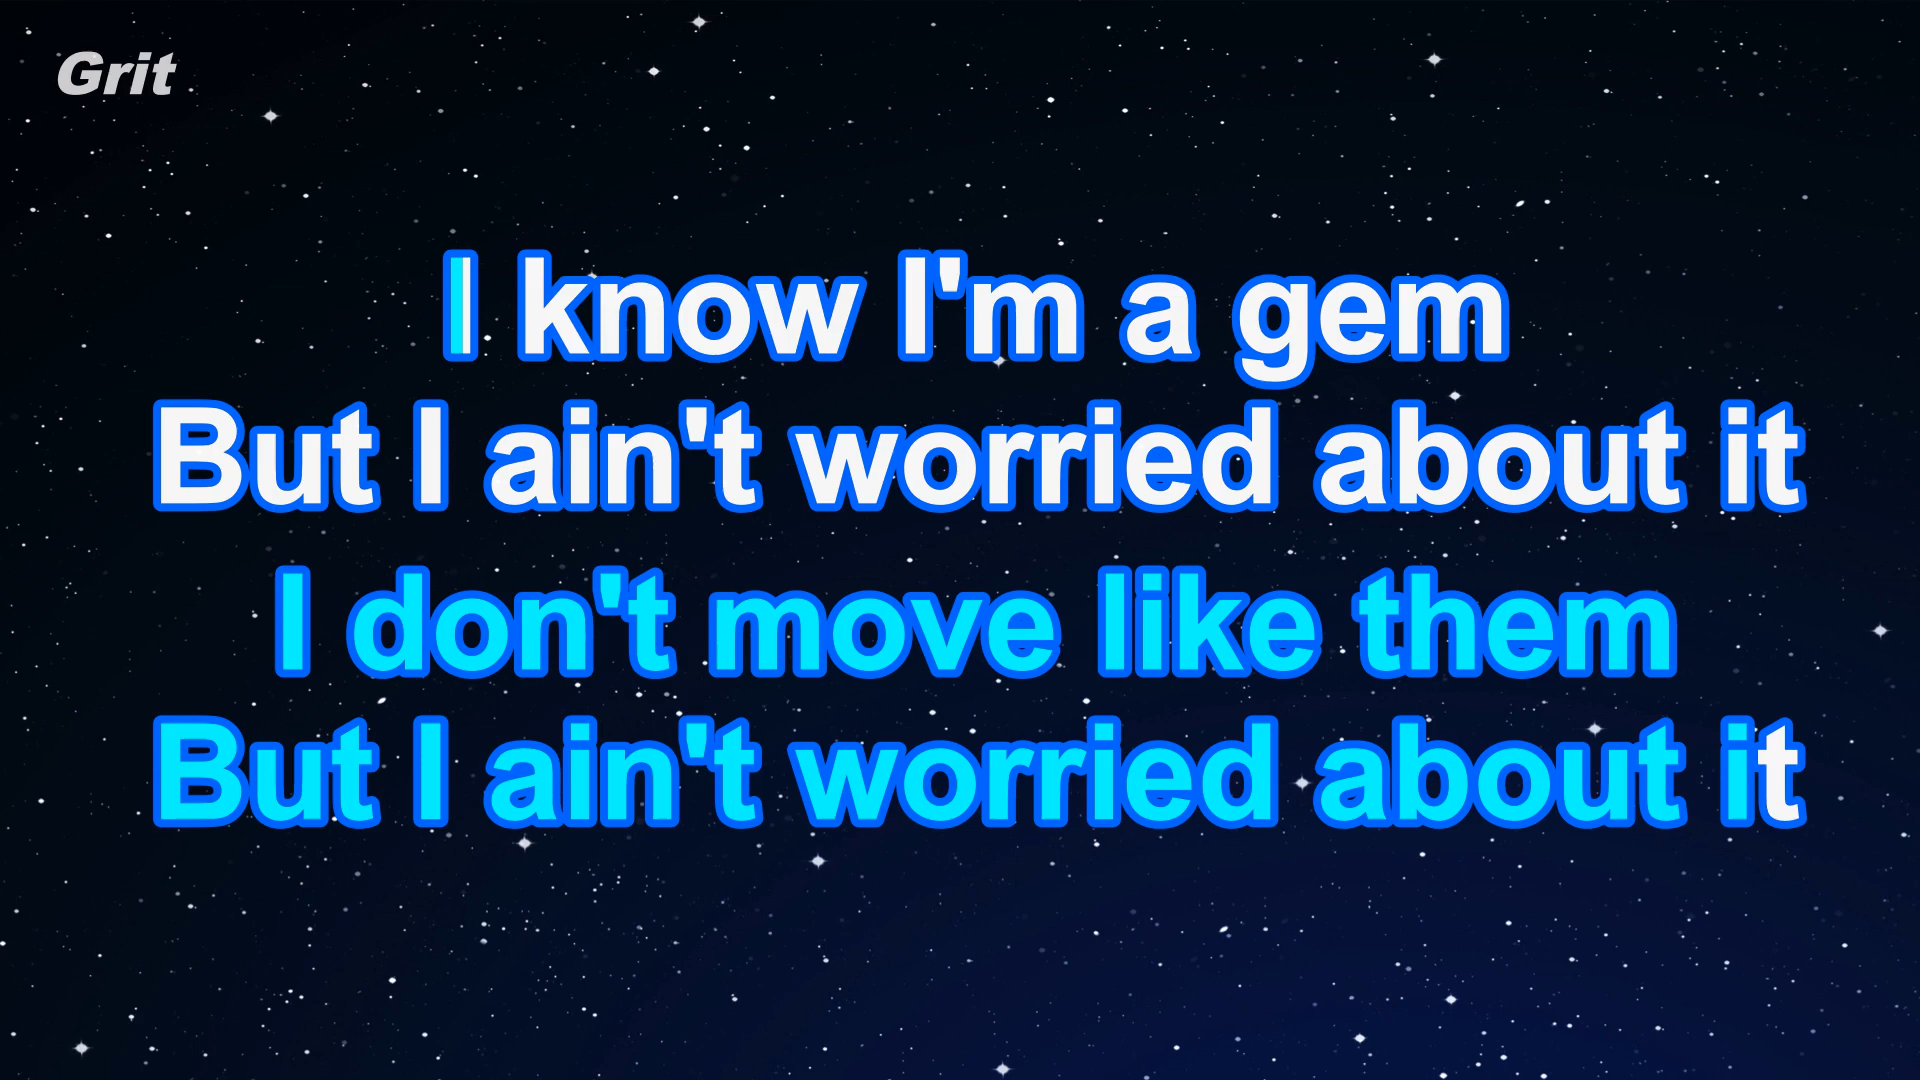 Grit
I know I'm a gem
But I ain't worried about it
I don't move like them
But I ain't worried about it